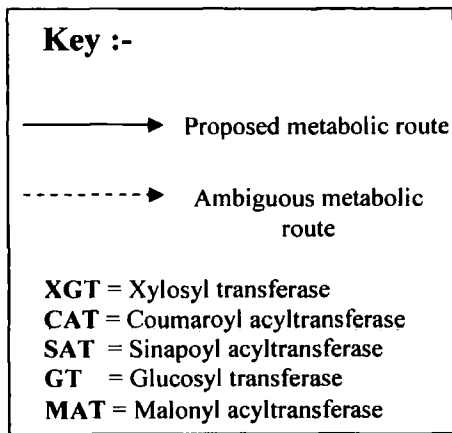 Key :-
Proposed metabolic route
Ambiguous metabolic
route
XGT = Xylosyl transferase
CAT = Coumaroyl acyltransferase
SAT = Sinapoyl acyltransferase
GT = Glucosyl transferase
MAT = Malonyl acyltransferase